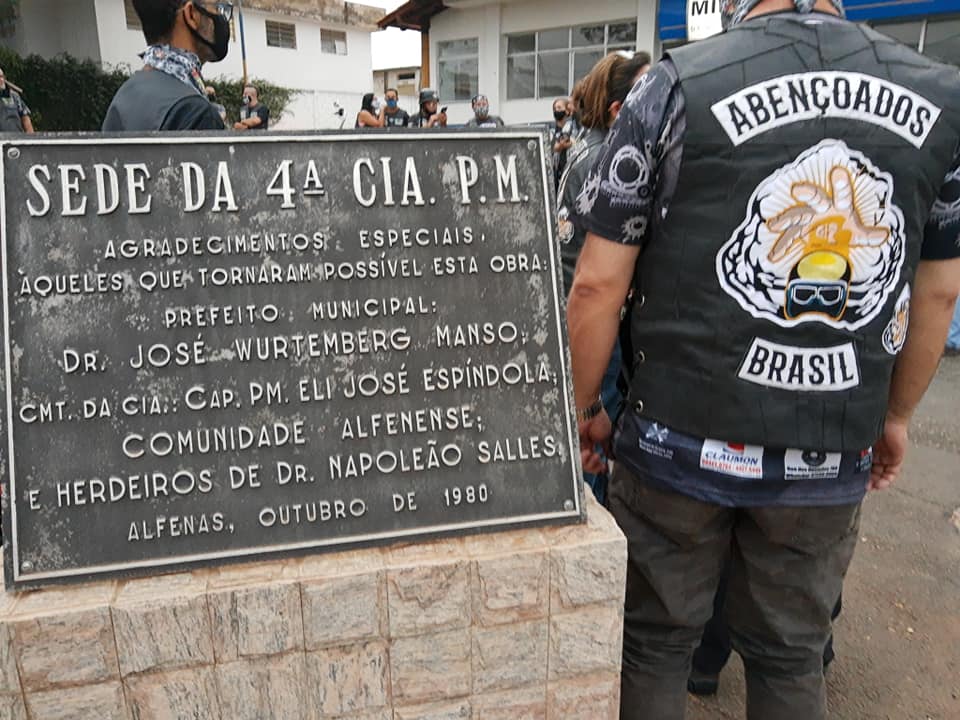 SEDE DA 4ª CIA. P.M.
AGRADECIMENTOS ESPECIAIS,
ÀQUELES QUE TORNARAM POSSÍVEL ESTA OBRA:
PREFEITO MUNICIPAL:
DR. JOSÉ WURTEMBERG MANSO;
CMT. DA CIA.: CAP. PM. ELI JOSÉ ESPÍNDOLA;
COMUNIDADE ALFENENSE;
E HERDEIROS DE DR. NAPOLEÃO SALLES.
ALFENAS, OUTUBRO DE 1980
MI
ABENÇOADOS
BRASIL
CLAUMON